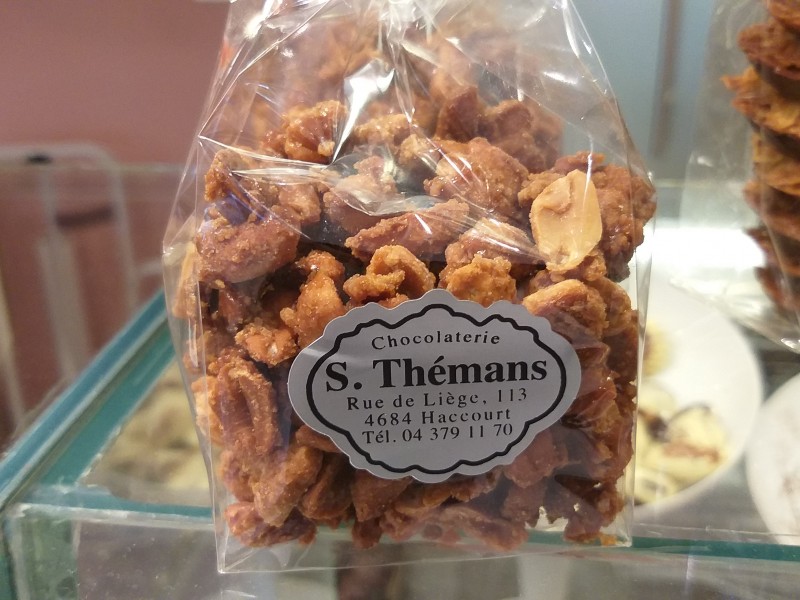 Chocolaterie
S. Thémans
Rue de Liège, 113
4684 Haccourt
Tél. 04 379 11 70